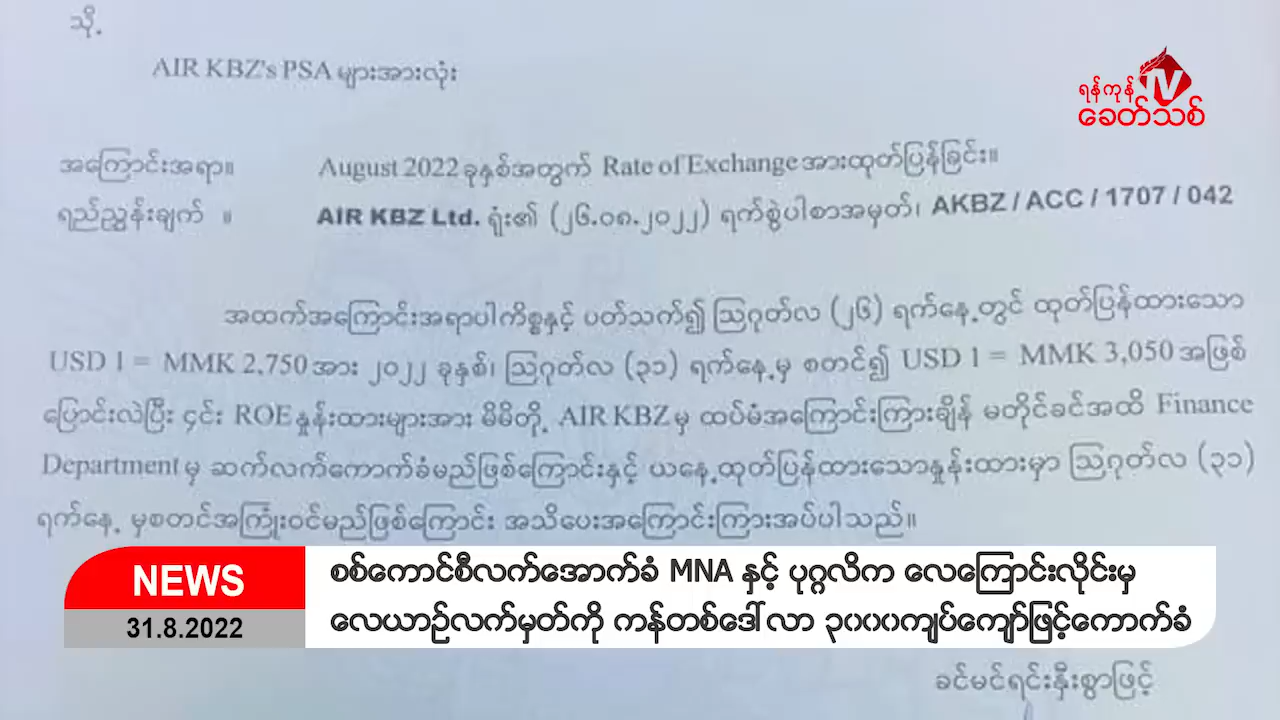 သို့
AIR KBZ's PSA များအားလုံး
ရန်ကုန်
TV
ခေတ်သစ်
အကြောင်းအရာ။ August 2022 ခုနှစ်အတွက် Rate of Exchange အားထုတ်ပြန်ခြင်း။
ရည်ညွှန်းချက် ။ AIR KBZ Ltd. ရုံး၏ (၂၆.၀၈.၂၀၂၂) ရက်စွဲပါစာအမှတ်၊ AKBZ / ACC / 1707 / 042
အထက်အကြောင်းအရာပါကိစ္စနှင့် ပတ်သက်၍ ဩဂုတ်လ (၂၆) ရက်နေ့တွင် ထုတ်ပြန်ထားသော
USD 1 = MMK 2,750 အား ၂၀၂၂ ခုနှစ်၊ ဩဂုတ်လ (၃၁) ရက်နေ့မှ စတင်၍ USD 1 = MMK 3,050 အဖြစ်
ပြောင်းလဲပြီး ၄င်း ROE နှုန်းထားများအား မိမိတို့ AIR KBZ မှ ထပ်မံအကြောင်းကြားချိန် မတိုင်ခင်အထိ Finance
Department မှ ဆက်လက်ကောက်ခံမည်ဖြစ်ကြောင်းနှင့် ယနေ့ထုတ်ပြန်ထားသောနှုန်းထားမှာ ဩဂုတ်လ (၃၁)
ရက်နေ့ မှစတင်အကြုံးဝင်မည်ဖြစ်ကြောင်း အသိပေးအကြောင်းကြားအပ်ပါသည်။
NEWS
31.8.2022
စစ်ကောင်စီလက်အောက်ခံ MNA နှင့် ပုဂ္ဂလိက လေကြောင်းလိုင်းမှ
လေယာဉ်လက်မှတ်ကို ကန်တစ်ဒေါ်လာ ၃၀၀၀ကျပ်ကျော်ဖြင့်ကောက်ခံ
ခင်မင်ရင်းနှီးစွာဖြင့်